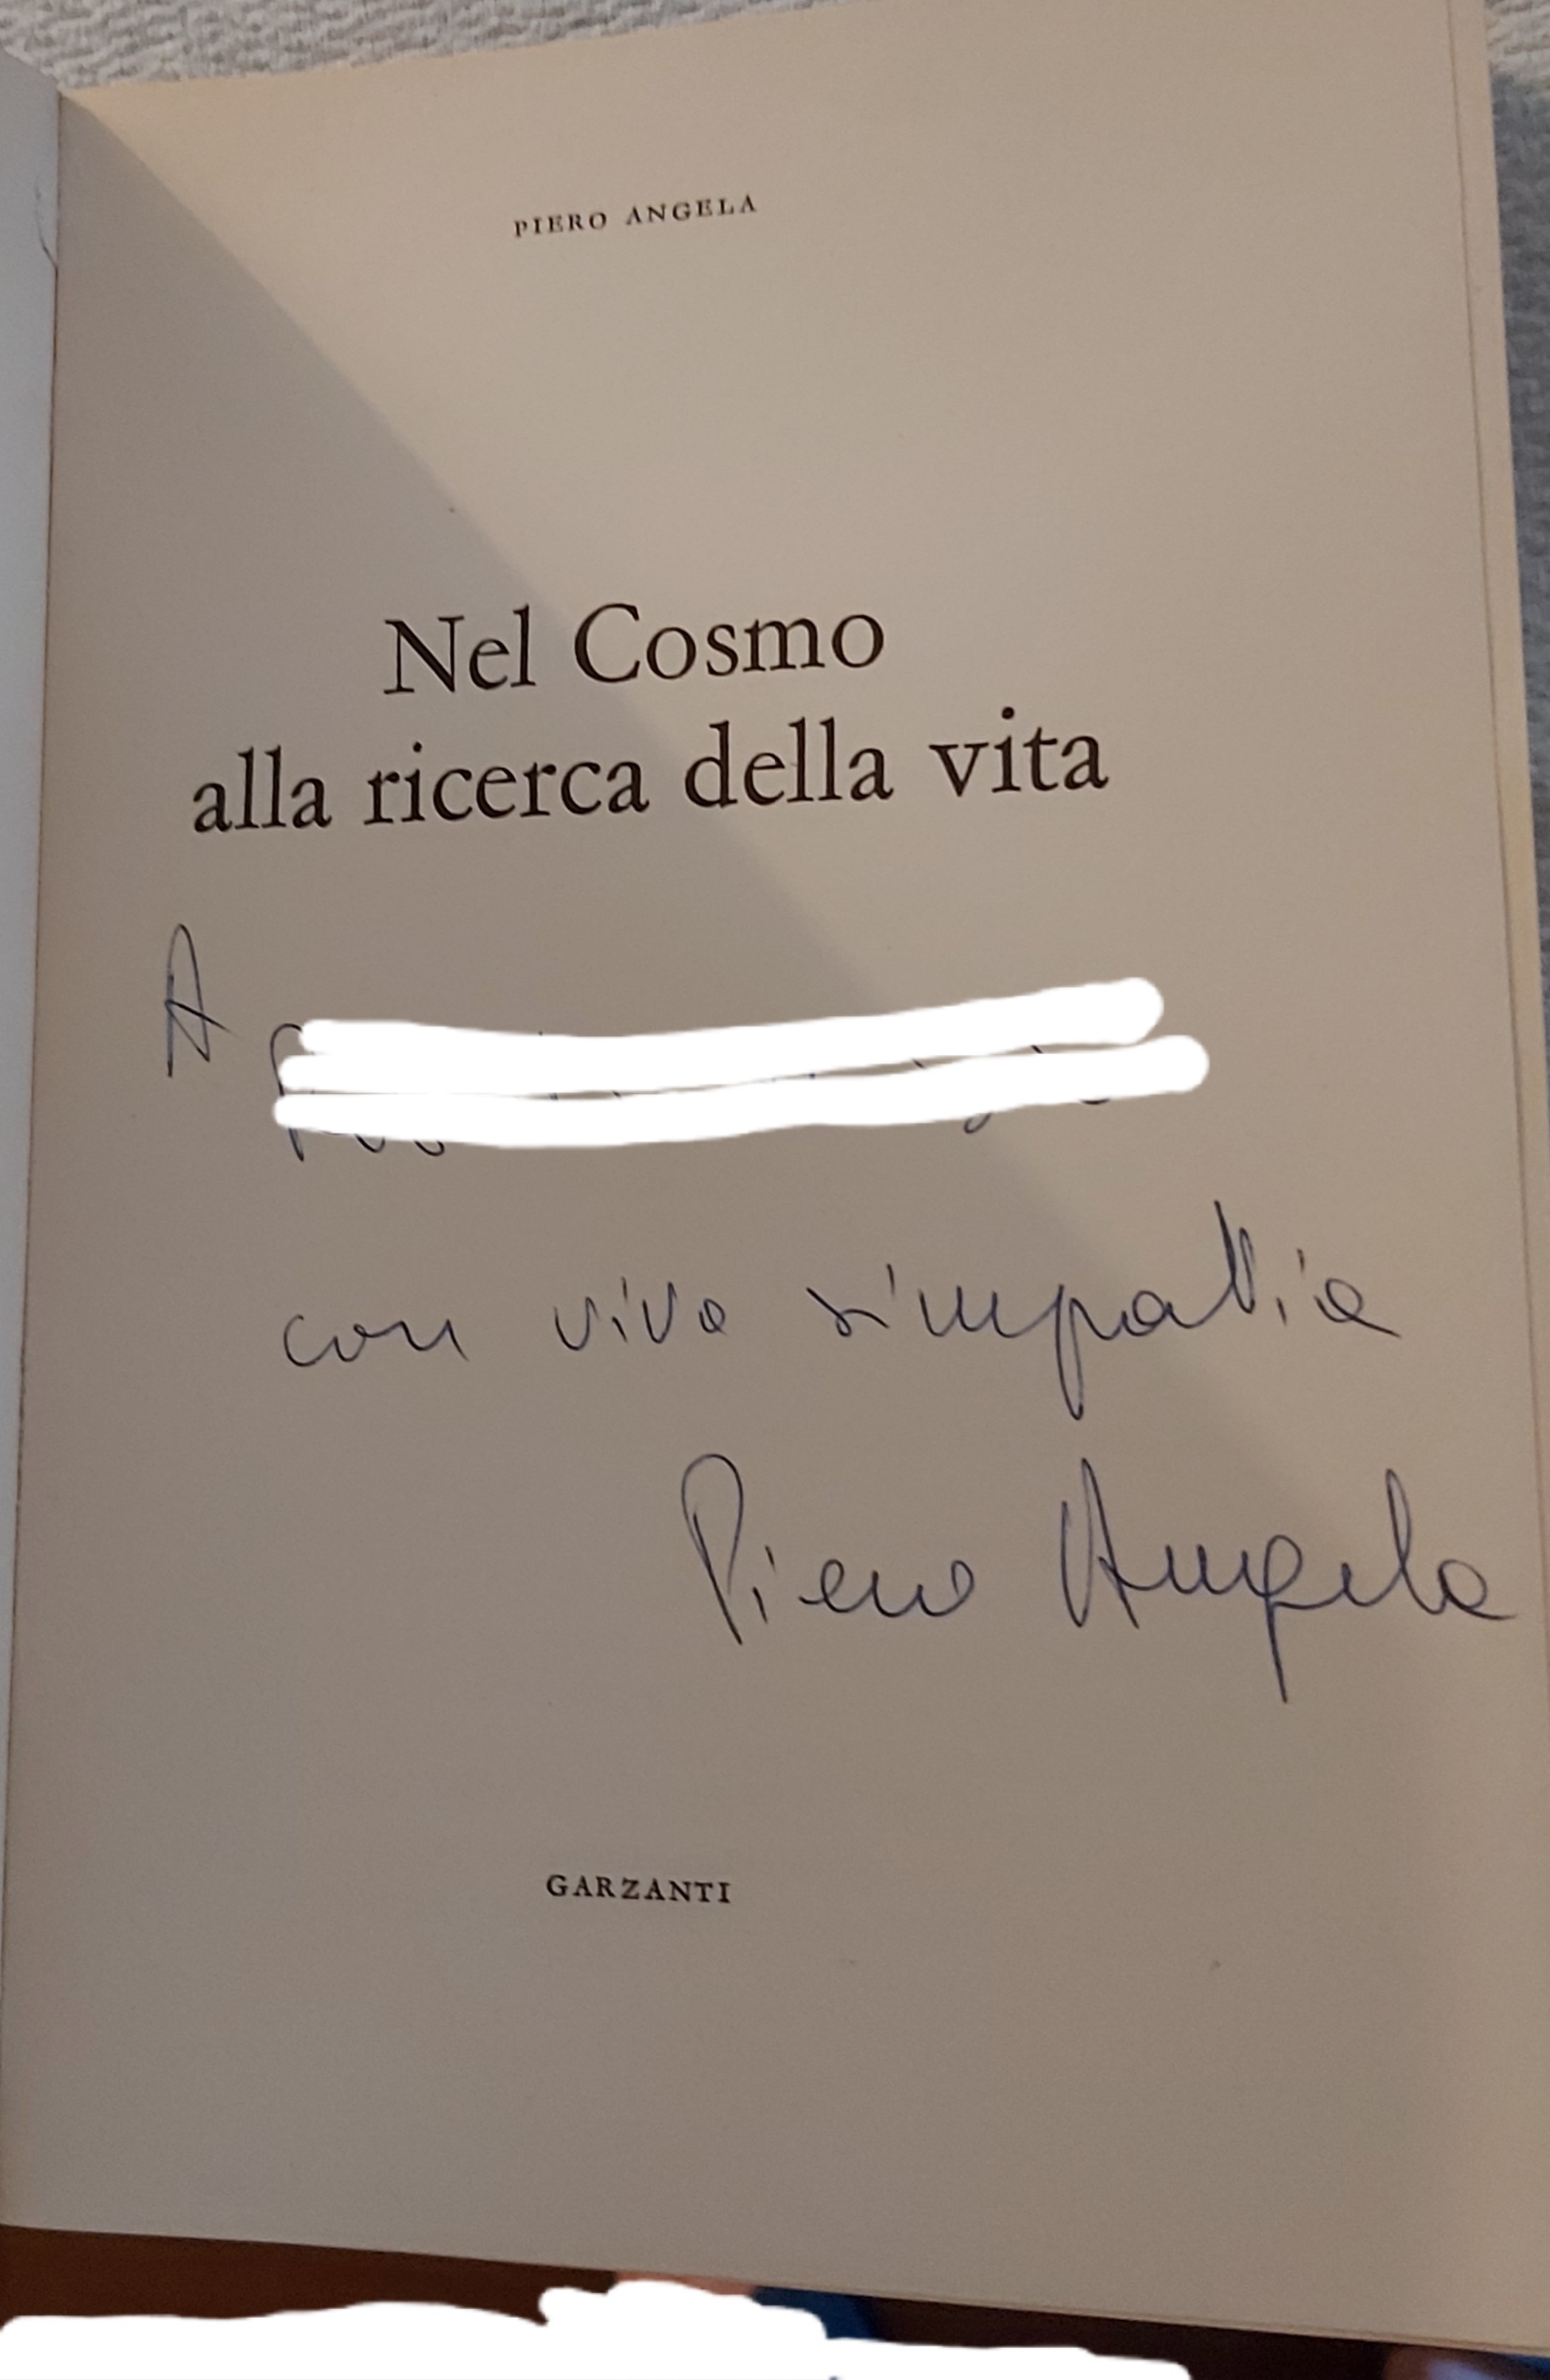 PIERO ANGELA
Nel Cosmo
alla ricerca della vita
A
con viva simpatia
Piero Angela
GARZANTI